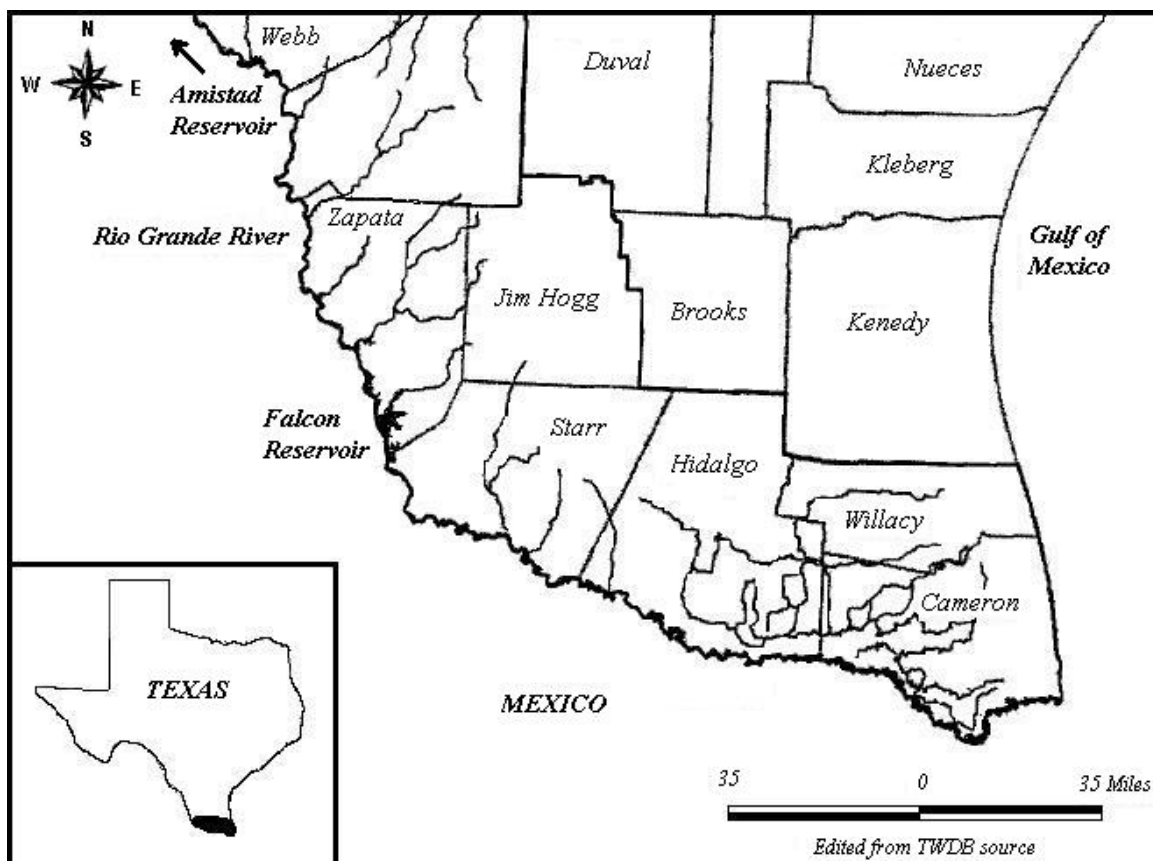 N
W
E
S
Webb
Duval
Nueces
Amistad
Reservoir
Kleberg
Zapata
Rio Grande River
Gulf of
Mexico
Jim Hogg
Brooks
Kenedy
Falcon
Reservoir
Starr
Hidalgo
Willacy
Cameron
TEXAS
MEXICO
35
0
35 Miles
Edited from TWDB source